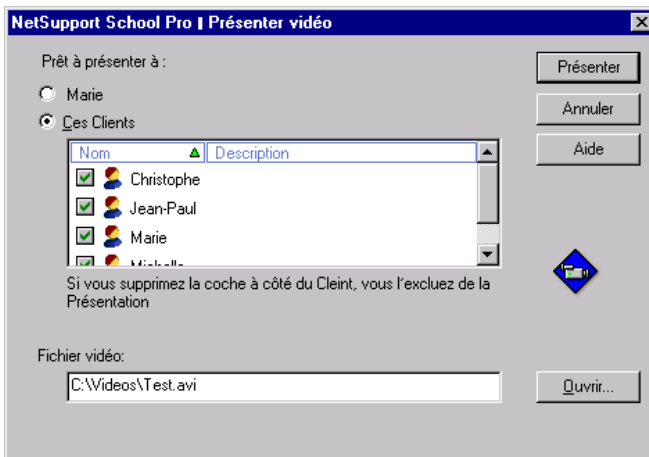 NetSupport School Pro | Présenter vidéo
Prêt à présenter à :
Présenter
Marie
Annuler
Ces Clients
Aide
Nom Description
Christophe
Jean-Paul
Marie
Si vous supprimez la coche à côté du Cleint, vous l'excluez de la
Présentation
Fichier vidéo:
C:\Videos\Test.avi
Ouvrir...